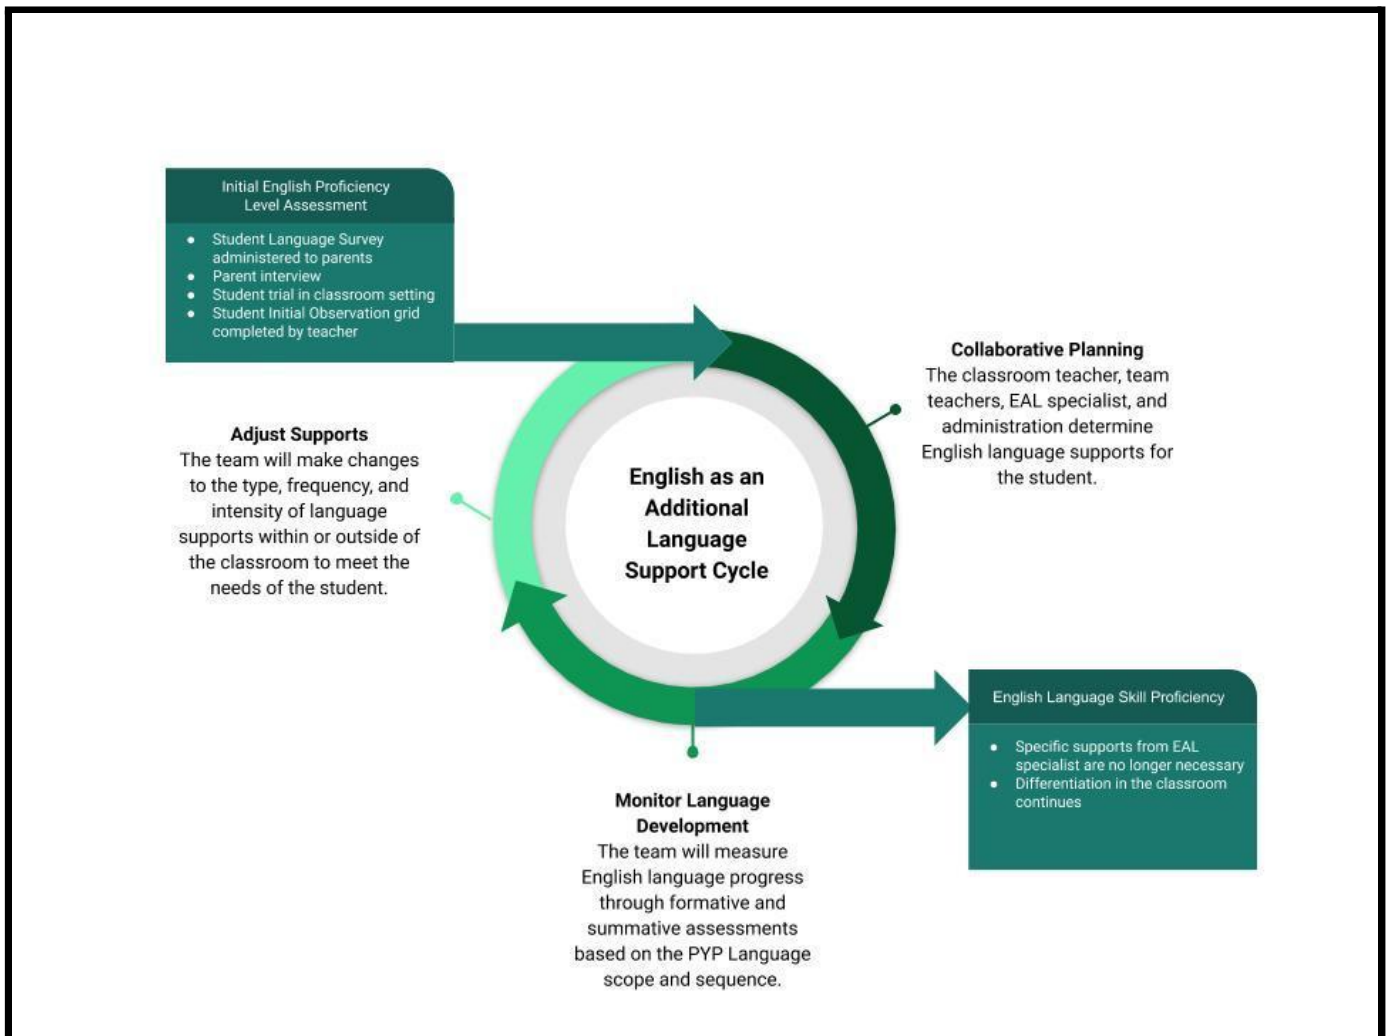 Initial English Proficiency
Level Assessment
● Student Language Survey
administered to parents
● Parent interview
● Student trial in classroom setting
● Student Initial Observation grid
completed by teacher
Collaborative Planning
The classroom teacher, team
teachers, EAL specialist, and
administration determine
English language supports for
the student.
Adjust Supports
The team will make changes
to the type, frequency, and
intensity of language
supports within or outside of
the classroom to meet the
needs of the student.
English as an
Additional
Language
Support Cycle
English Language Skill Proficiency
● Specific supports from EAL
specialist are no longer necessary
● Differentiation in the classroom
continues
Monitor Language
Development
The team will measure
English language progress
through formative and
summative assessments
based on the PYP Language
scope and sequence.